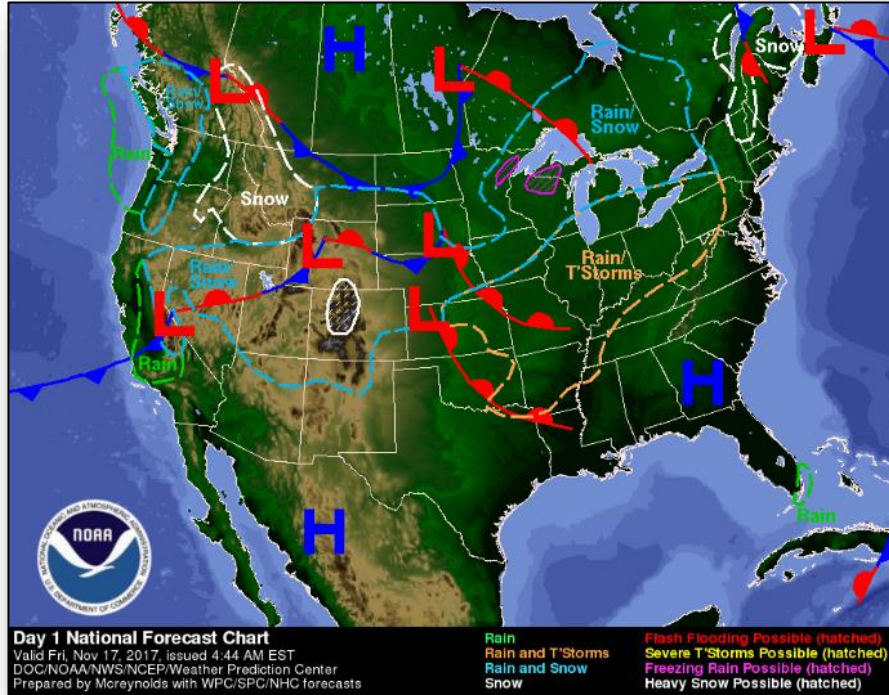 H
L
Snow
L
L
Rain/
Snow
Rain
Rain/
Snow
Snow
Rain/
Snow
L
L
L
L
Rain
Rain/
T'Storms
H
H
Rain
NATIONAL OCEANIC AND ATMOSPHERIC ADMINISTRATION
NOAA
U.S. DEPARTMENT OF COMMERCE
Day 1 National Forecast Chart
Valid Fri, Nov 17, 2017, issued 4:44 AM EST
DOC/NOAA/NWS/NCEP/Weather Prediction Center
Prepared by Mcreynolds with WPC/SPC/NHC forecasts
Rain
Rain and T'Storms
Rain and Snow
Snow
Flash Flooding Possible (hatched)
Severe T'Storms Possible (hatched)
Freezing Rain Possible (hatched)
Heavy Snow Possible (hatched)